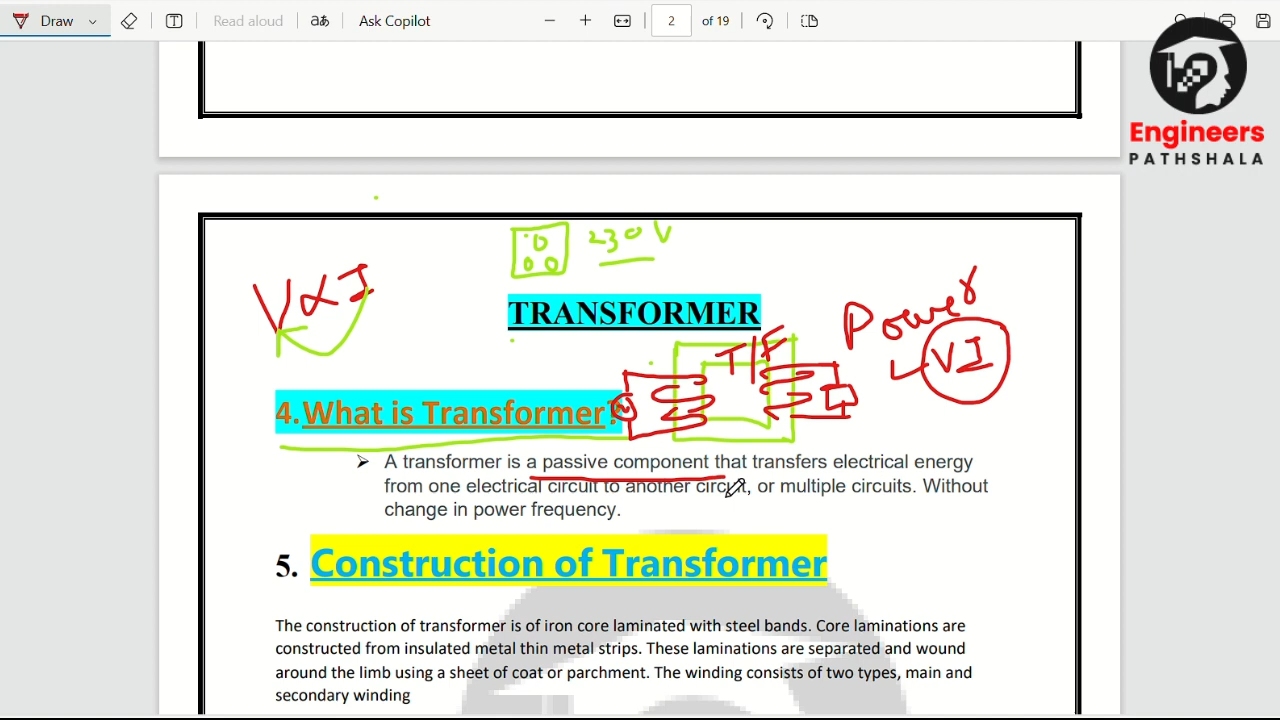 Draw
Read aloud
aあ
Ask Copilot
2
of 19
Engineers
PATHSHALA
230 V
V∝I
TRANSFORMER
Power
T/F
VI
4.What is Transformer?
A transformer is a passive component that transfers electrical energy
from one electrical circuit to another circuit, or multiple circuits. Without
change in power frequency.
5. Construction of Transformer
The construction of transformer is of iron core laminated with steel bands. Core laminations are
constructed from insulated metal thin metal strips. These laminations are separated and wound
around the limb using a sheet of coat or parchment. The winding consists of two types, main and
secondary winding